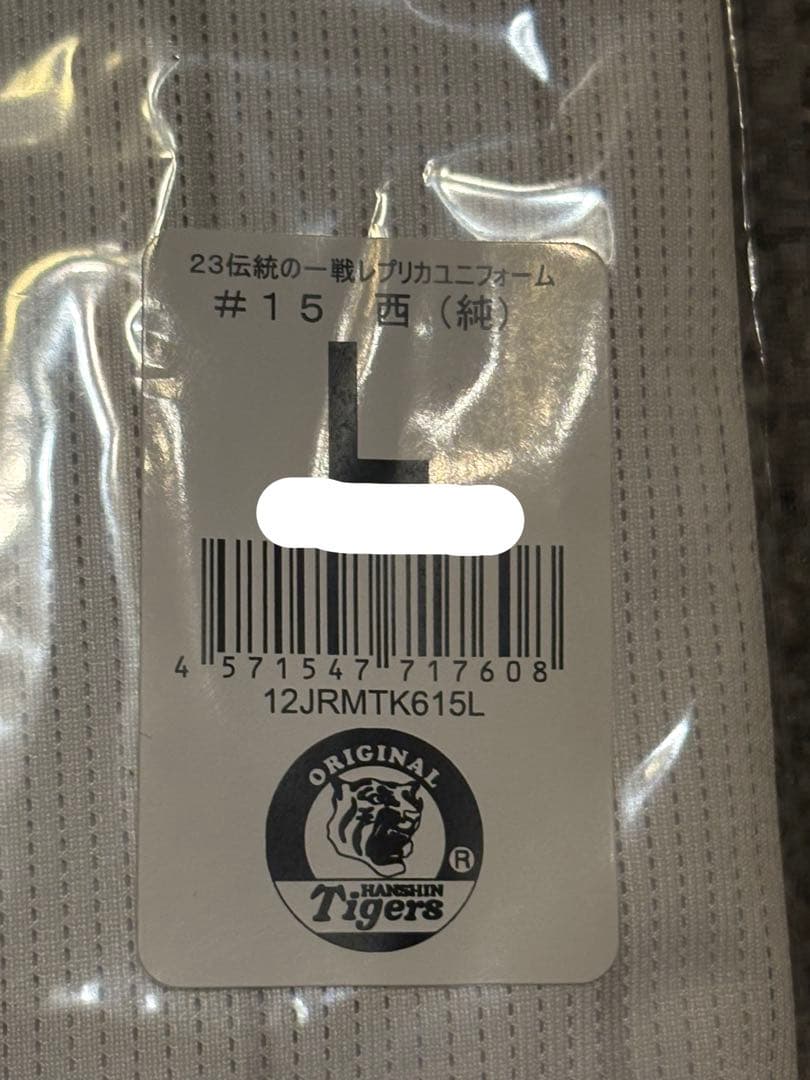 23伝統の一戦レプリカユニフォーム
#15 西(純)
L
4 571547 717608
12JRMTK615L
ORIGINAL
R
HANSHIN
Tigers